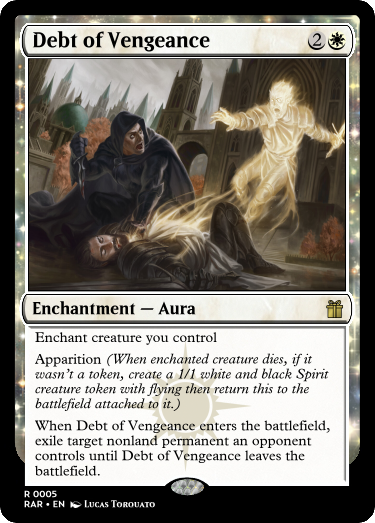 Debt of Vengeance 2
Enchantment — Aura
Enchant creature you control
Apparition (When enchanted creature dies, if it
wasn't a token, create a 1/1 white and black Spirit
creature token with flying then return this to the
battlefield attached to it.)
When Debt of Vengeance enters the battlefield,
exile target nonland permanent an opponent
controls until Debt of Vengeance leaves the
battlefield.
R 0005
RAR • EN Lucas Torquato